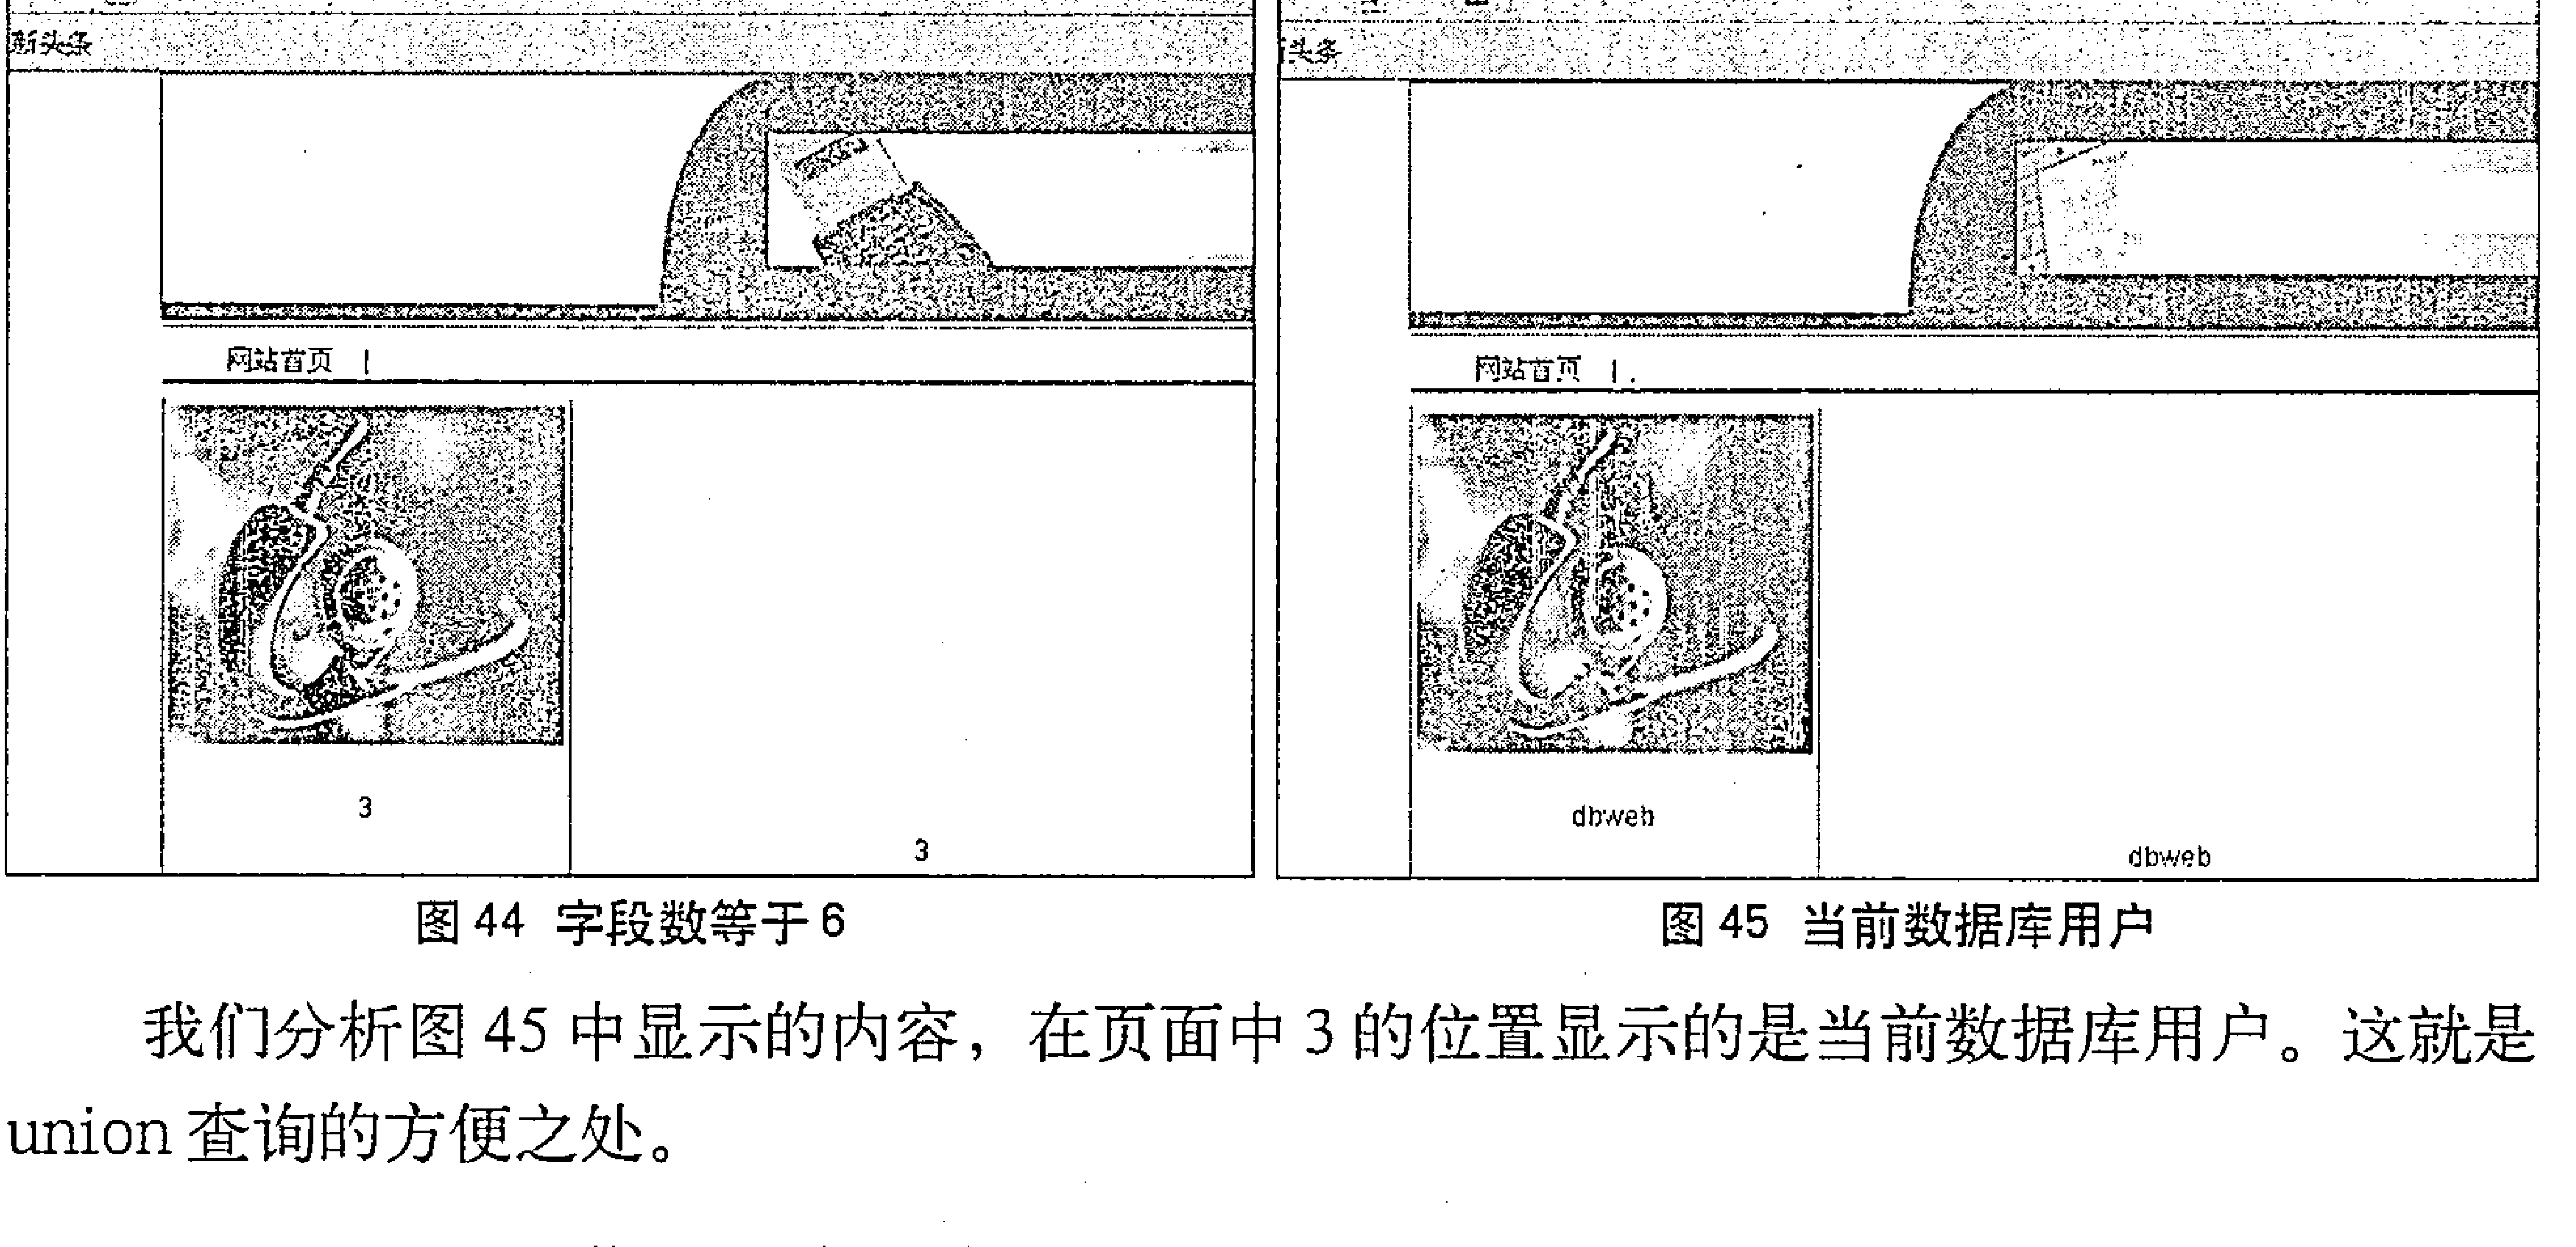 新头条
头条
网站首页 |
网站首页 |
3
3
dbweb
dbweb
图 44 字段数等于 6
图 45 当前数据库用户
我们分析图 45 中显示的内容，在页面中 3 的位置显示的是当前数据库用户。这就是
union 查询的方便之处。